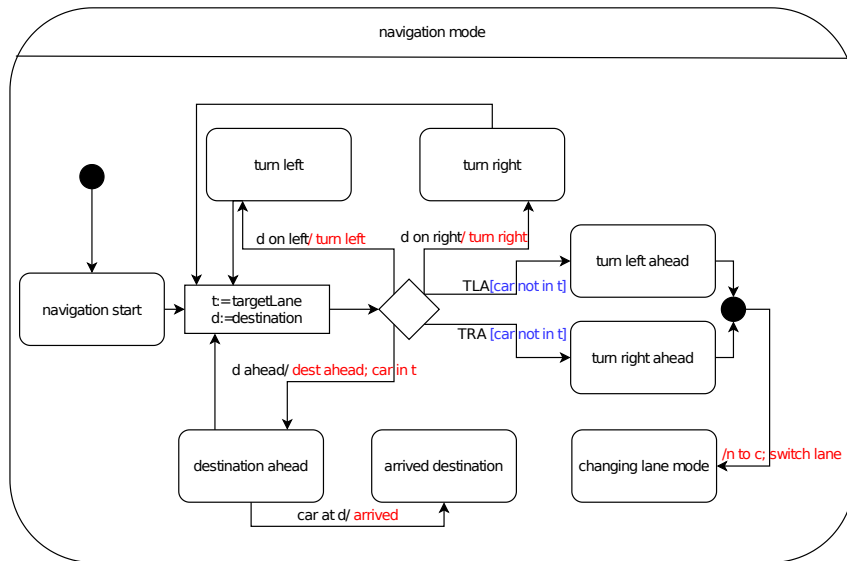 navigation mode
turn left
turn right
d on left/ turn left
d on right/ turn right
turn left ahead
TLA[car not in t]
navigation start
t:= targetLane
d:=destination
TRA [car not in t]
turn right ahead
d ahead/ dest ahead; car in t
destination ahead
arrived destination
changing lane mode
/n to c; switch lane
car at d/ arrived